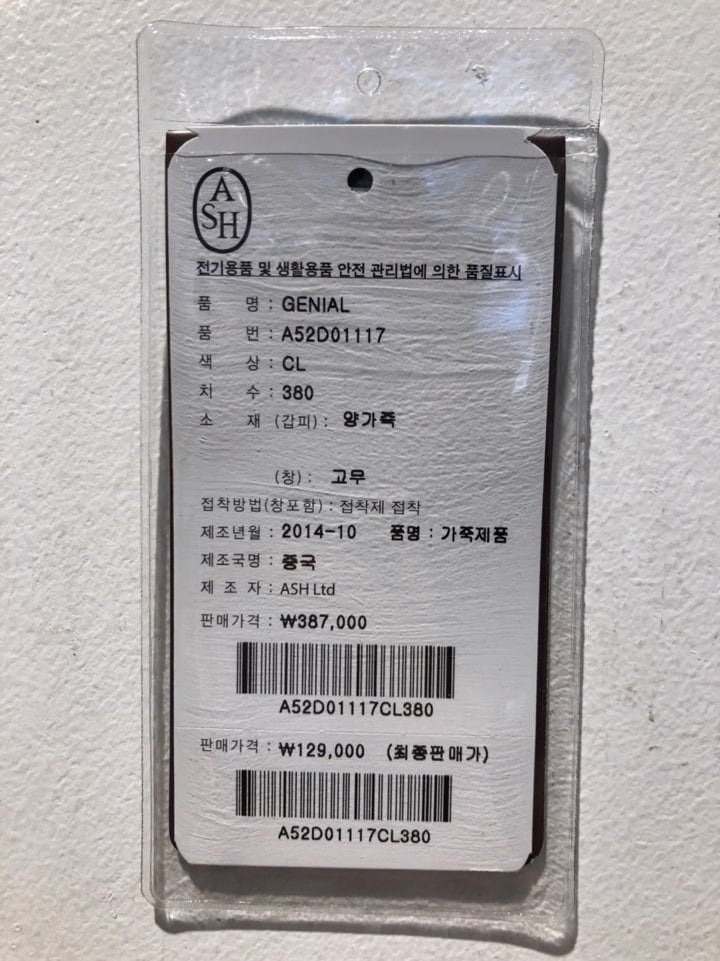 ASH
전기용품 및 생활용품 안전 관리법에 의한 품질표시
품 명 : GENIAL
품 번 : A52D01117
색 상 : CL
치 수 : 380
소 재 (갑피) : 양가죽
(창) : 고무
접착방법(창포함) : 접착제 접착
제조년월 : 2014-10 품명 : 가죽제품
제조국명 : 중국
제 조 자 : ASH Ltd
판매가격 : ₩387,000
A52D01117CL380
판매가격 : ₩129,000 (최종판매가)
A52D01117CL380